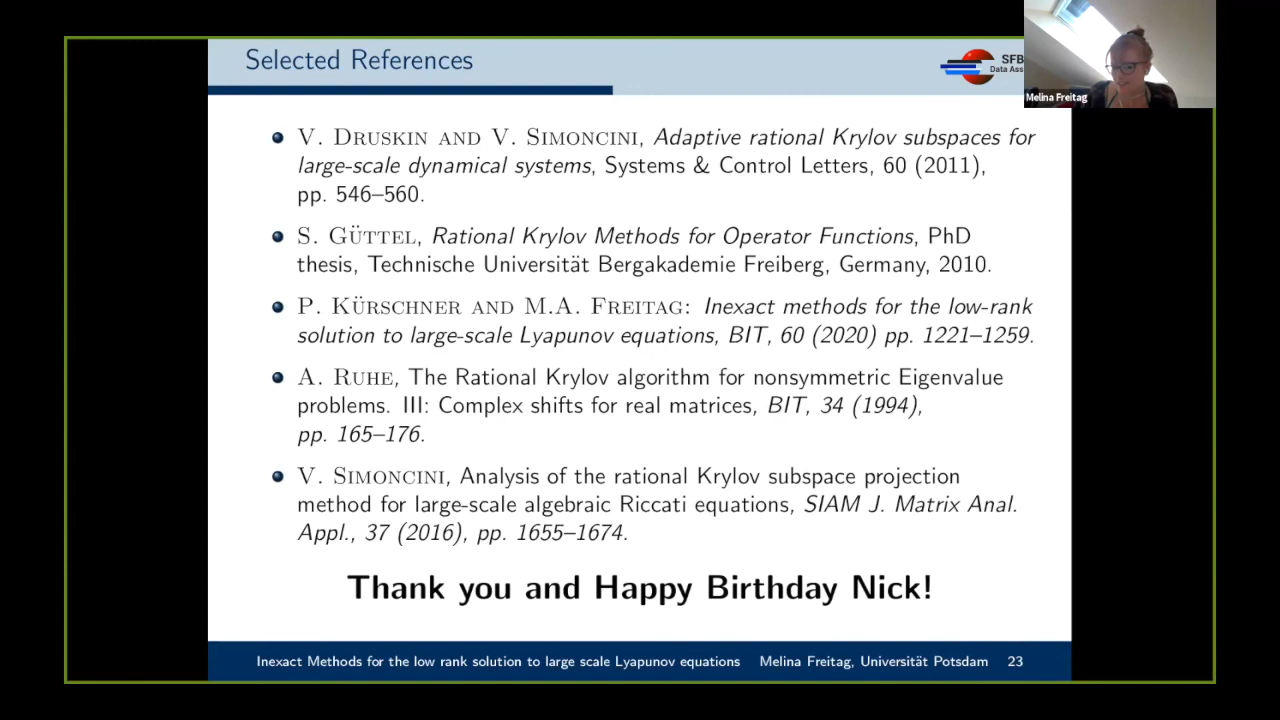 Selected References
SFB
Data Ass
Melina Freitag
V. Druskin and V. Simoncini, Adaptive rational Krylov subspaces for
large-scale dynamical systems, Systems & Control Letters, 60 (2011),
pp. 546–560.
S. Güttel, Rational Krylov Methods for Operator Functions, PhD
thesis, Technische Universität Bergakademie Freiberg, Germany, 2010.
P. Kürschner and M.A. Freitag: Inexact methods for the low-rank
solution to large-scale Lyapunov equations, BIT, 60 (2020) pp. 1221–1259.
A. Ruhe, The Rational Krylov algorithm for nonsymmetric Eigenvalue
problems. III: Complex shifts for real matrices, BIT, 34 (1994),
pp. 165–176.
V. Simoncini, Analysis of the rational Krylov subspace projection
method for large-scale algebraic Riccati equations, SIAM J. Matrix Anal.
Appl., 37 (2016), pp. 1655–1674.
Thank you and Happy Birthday Nick!
Inexact Methods for the low rank solution to large scale Lyapunov equations Melina Freitag, Universität Potsdam 23